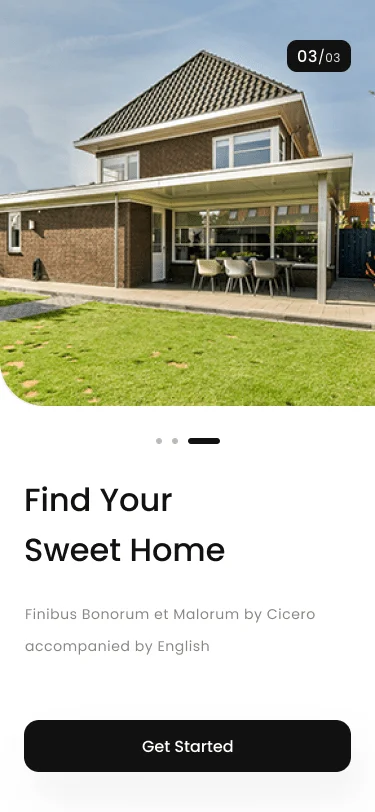 03/03
Find Your
Sweet Home
Finibus Bonorum et Malorum by Cicero
accompanied by English
Get Started